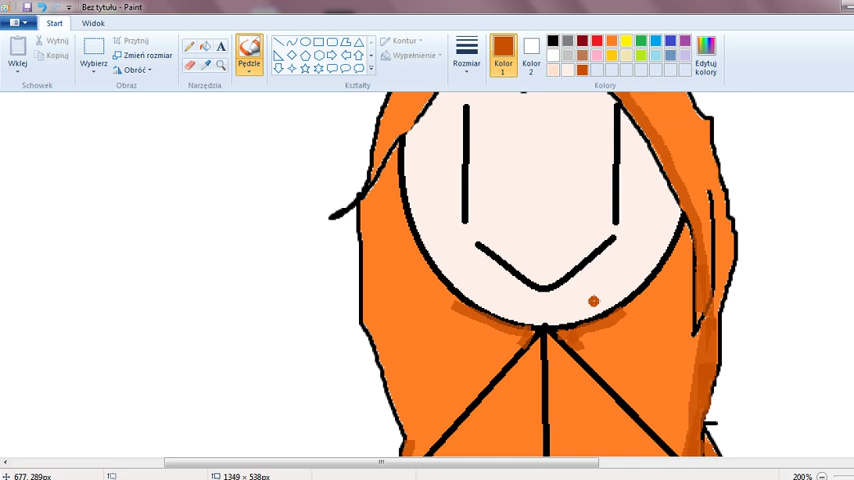 Bez tytułu - Paint
Start Widok
Wklej
Wytnij
Kopiuj
Schowek
Wybierz
Przytnij
Zmień rozmiar
Obróć
Obraz
A
Narzędzia
Pędzle
Kontur
Wypełnienie
Kształty
Rozmiar
Kolor 1
Kolor 2
Edytuj kolory
Kolory
677, 289px
1349 × 538px
200%